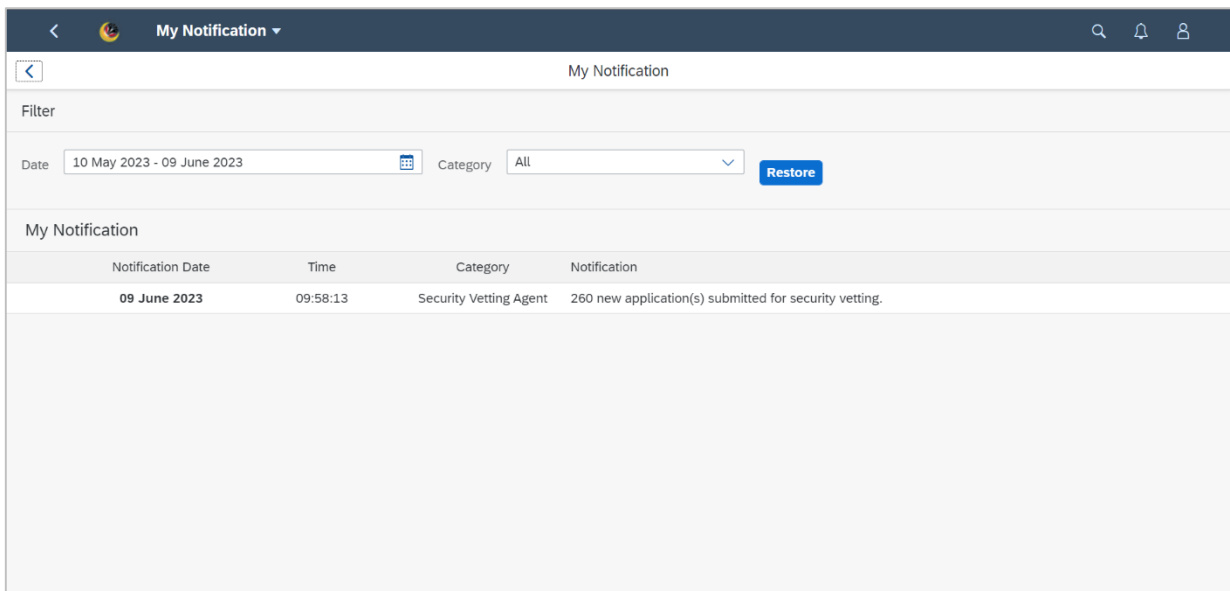 My Notification
My Notification
Filter
Date 10 May 2023 - 09 June 2023 Category All Restore
My Notification
Notification Date Time Category Notification
09 June 2023 09:58:13 Security Vetting Agent 260 new application(s) submitted for security vetting.